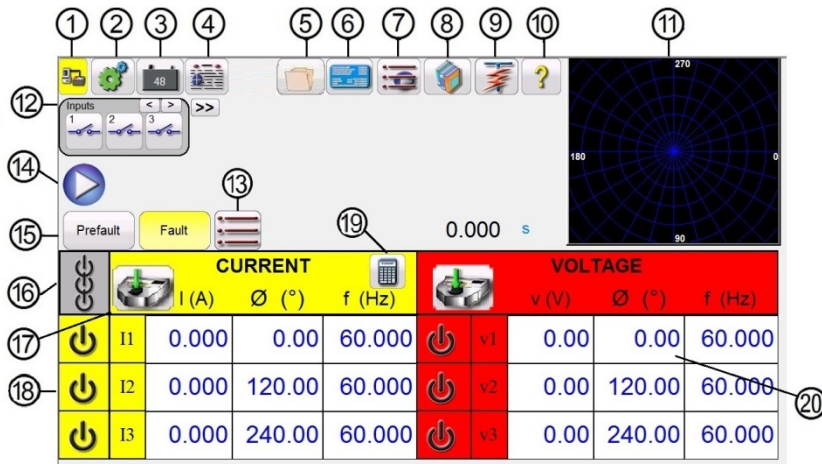 ① ② ③ ④ ⑤ ⑥ ⑦ ⑧ ⑨ ⑩ ⑪
48 ?
270
⑫ Inputs < > >>
1 2 3
180 0
⑭
⑬
⑮ Prefault Fault ⑲ 0.000 s
90
⑯ CURRENT VOLTAGE
I (A) Ø (°) f (Hz) v (V) Ø (°) f (Hz)
⑰ I1 0.000 0.00 60.000 v1 0.00 0.00 60.000
⑱ I2 0.000 120.00 60.000 v2 0.00 120.00 60.000
⑳
I3 0.000 240.00 60.000 v3 0.00 240.00 60.000